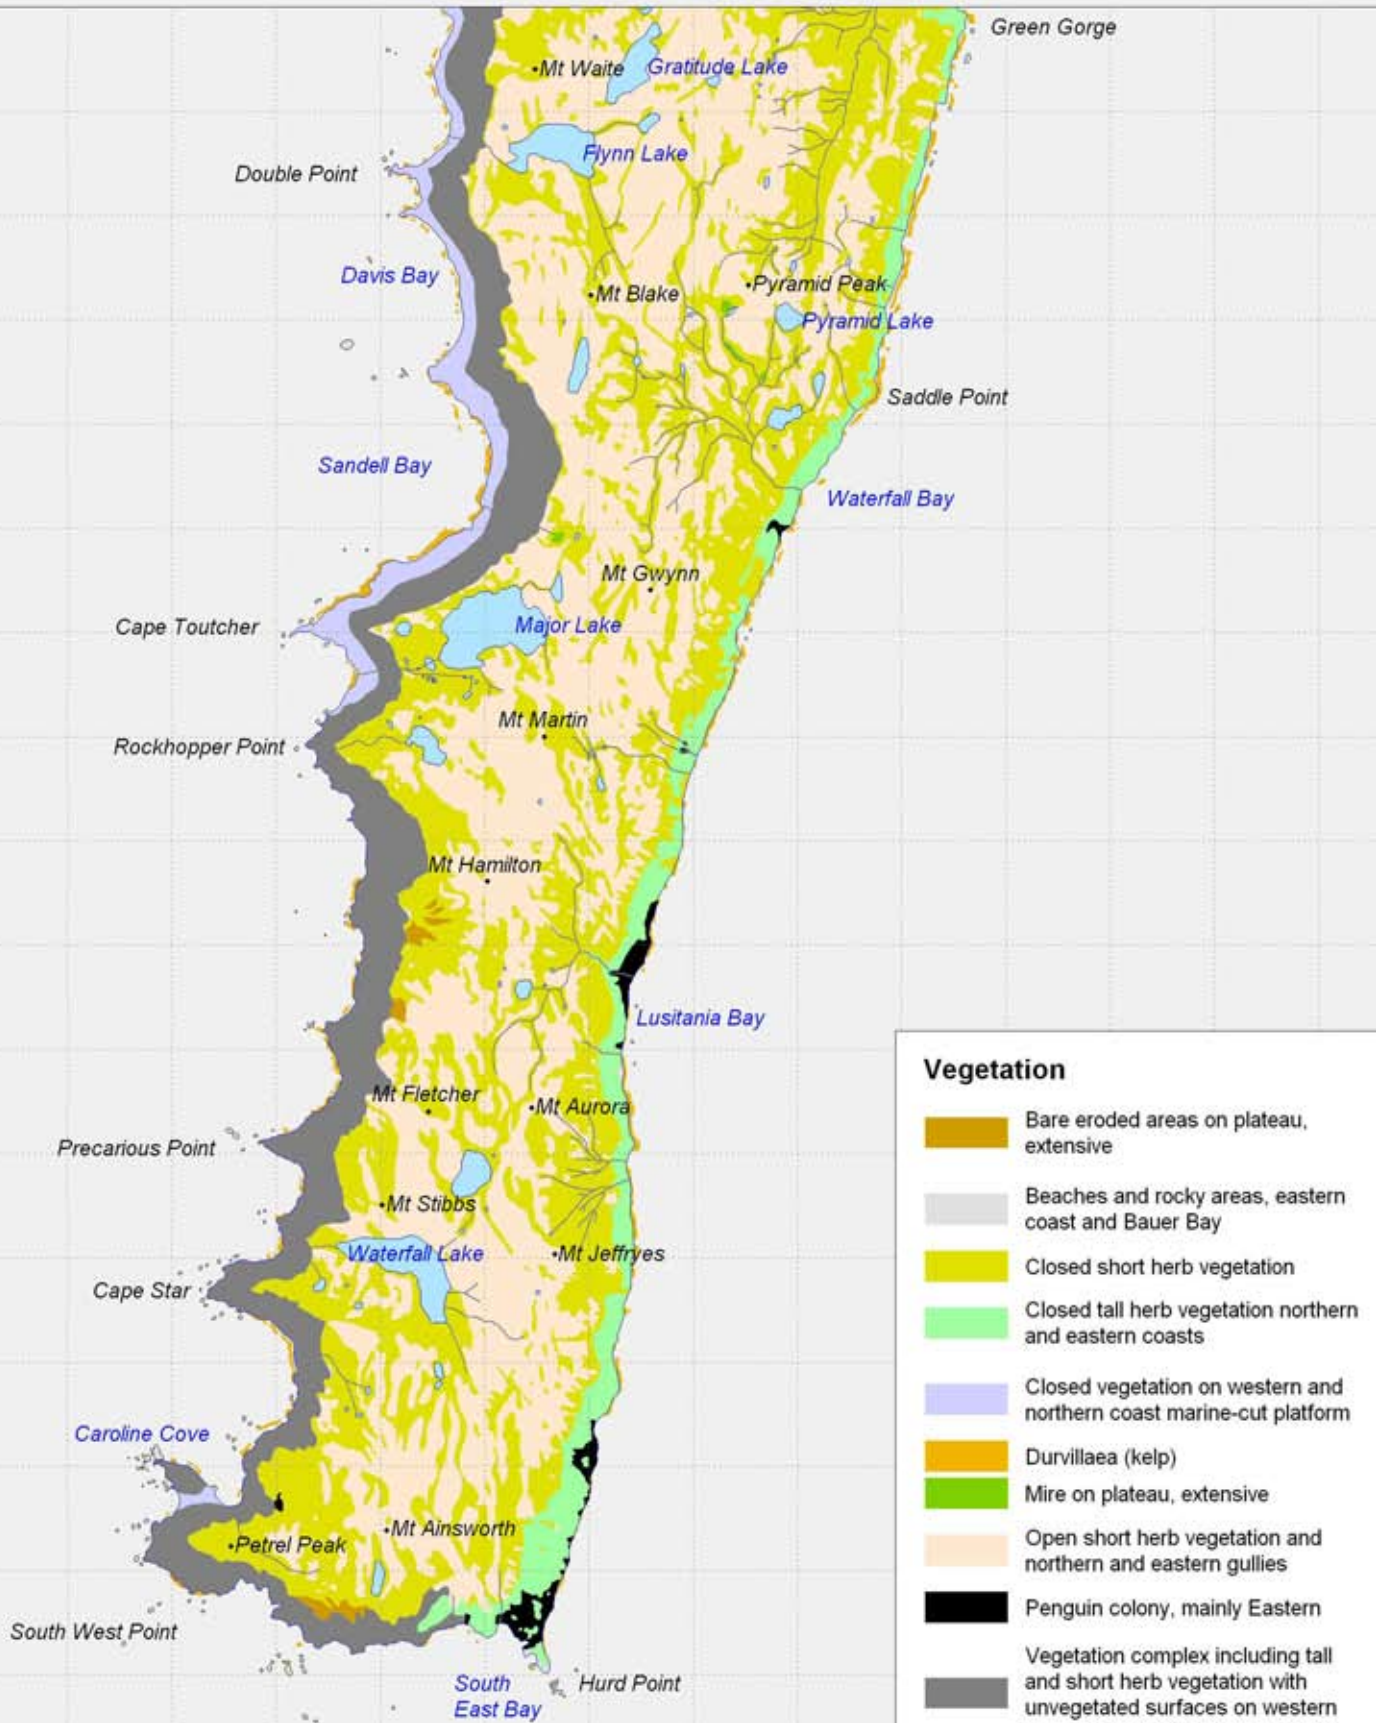 Green Gorge
Mt Waite
Gratitude Lake
Flynn Lake
Double Point
Davis Bay
Mt Blake
Pyramid Peak
Pyramid Lake
Saddle Point
Sandell Bay
Waterfall Bay
Mt Gwynn
Cape Toutcher
Major Lake
Mt Martin
Rockhopper Point
Mt Hamilton
Lusitania Bay
Mt Fletcher
Mt Aurora
Precarious Point
Mt Stibbs
Waterfall Lake
Mt Jeffryes
Cape Star
Caroline Cove
Mt Ainsworth
Petrel Peak
South West Point
South
East Bay
Hurd Point
Vegetation
Bare eroded areas on plateau,
extensive
Beaches and rocky areas, eastern
coast and Bauer Bay
Closed short herb vegetation
Closed tall herb vegetation northern
and eastern coasts
Closed vegetation on western and
northern coast marine-cut platform
Durvillaea (kelp)
Mire on plateau, extensive
Open short herb vegetation and
northern and eastern gullies
Penguin colony, mainly Eastern
Vegetation complex including tall
and short herb vegetation with
unvegetated surfaces on western